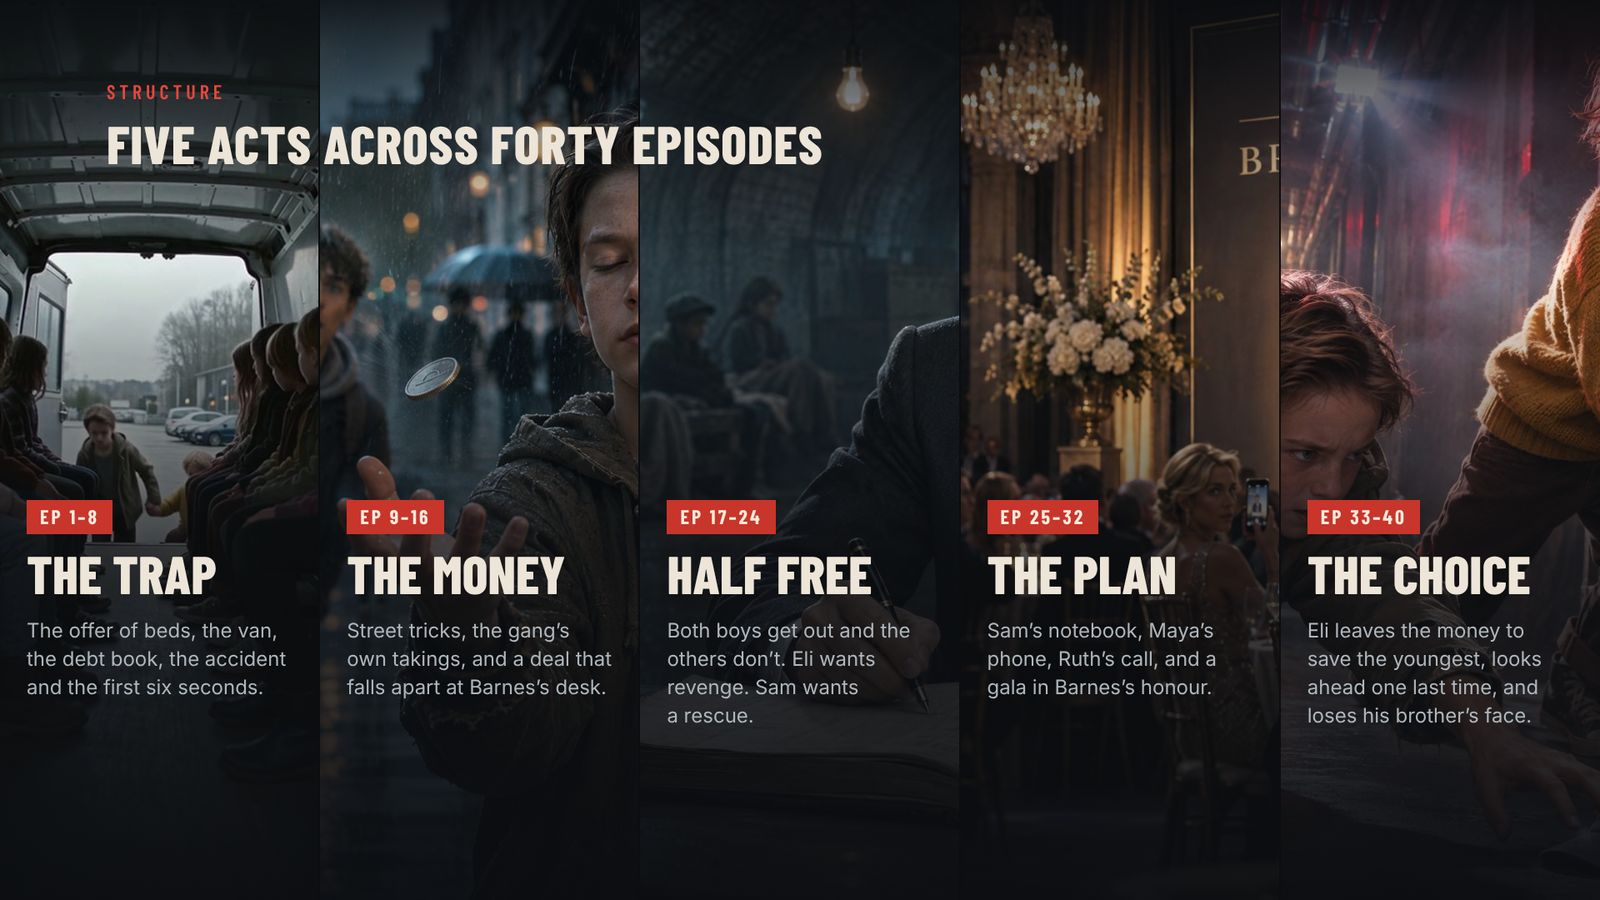 STRUCTURE
FIVE ACTS ACROSS FORTY EPISODES
BE
EP 1–8
THE TRAP
The offer of beds, the van,
the debt book, the accident
and the first six seconds.
EP 9–16
THE MONEY
Street tricks, the gang’s
own takings, and a deal that
falls apart at Barnes’s desk.
EP 17–24
HALF FREE
Both boys get out and the
others don’t. Eli wants
revenge. Sam wants
a rescue.
EP 25–32
THE PLAN
Sam’s notebook, Maya’s
phone, Ruth’s call, and a
gala in Barnes’s honour.
EP 33–40
THE CHOICE
Eli leaves the money to
save the youngest, looks
ahead one last time, and
loses his brother’s face.